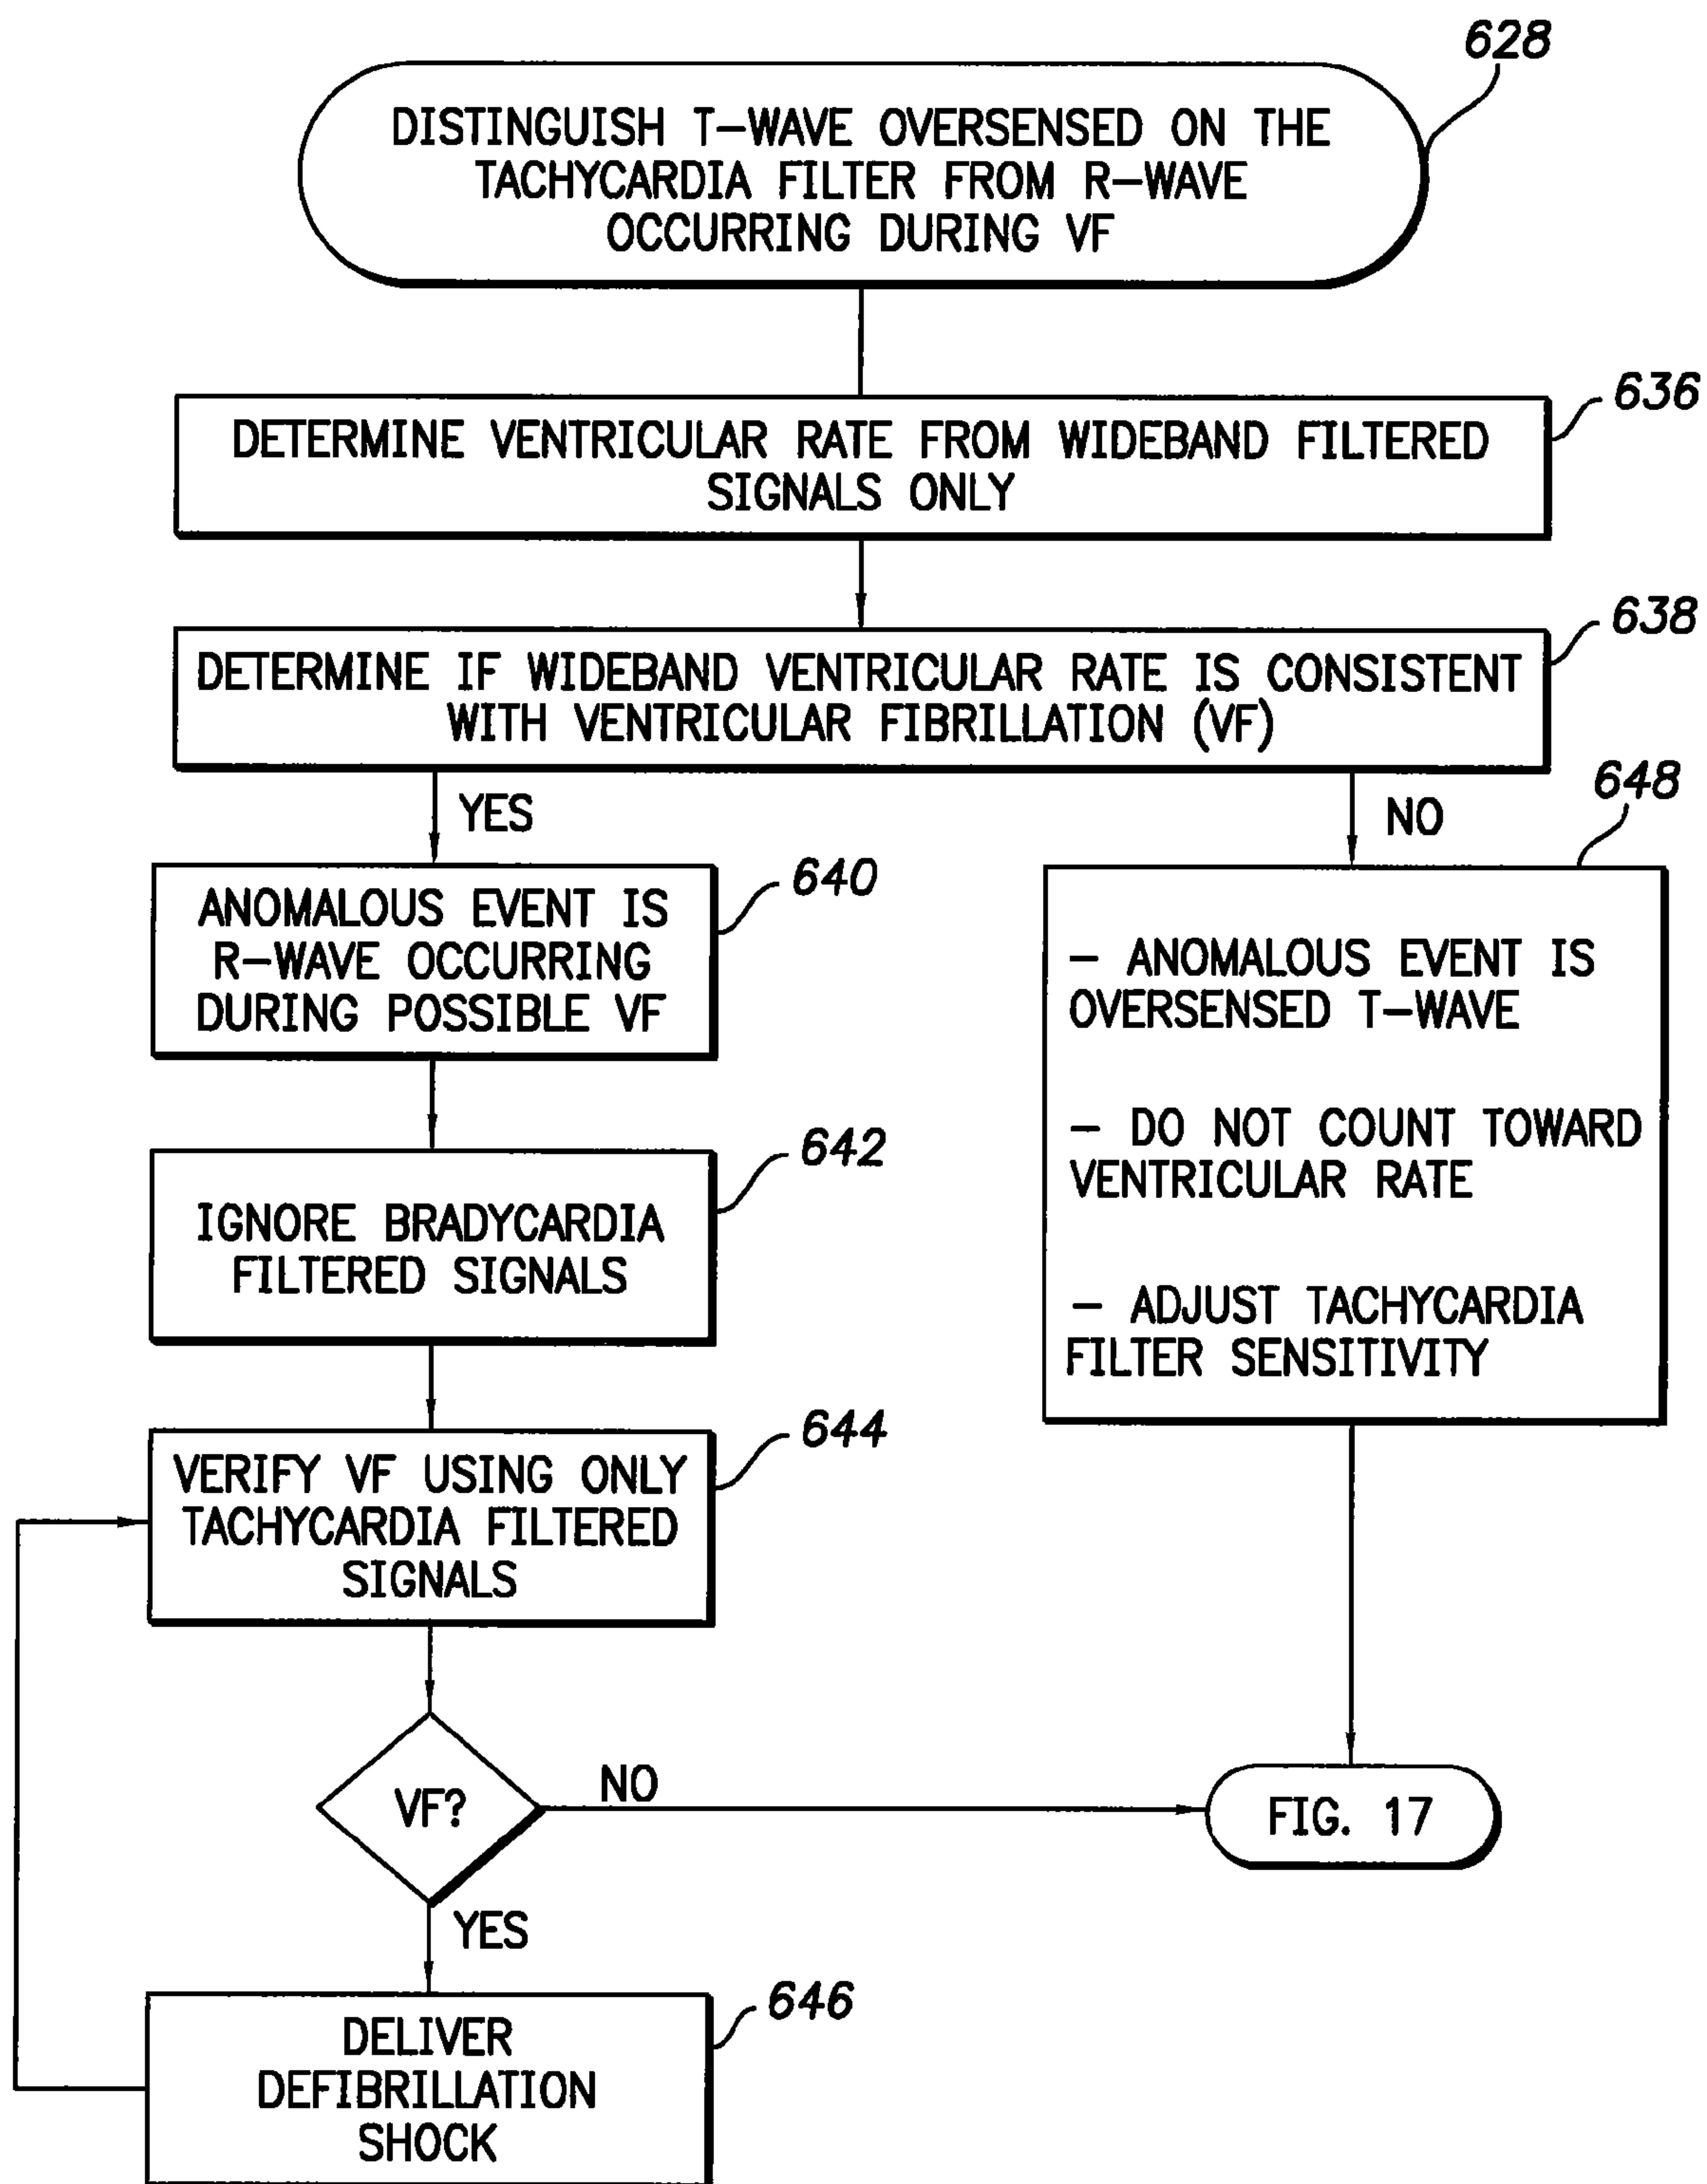 628
DISTINGUISH T-WAVE OVERSENSED ON THE
TACHYCARDIA FILTER FROM R-WAVE
OCCURRING DURING VF
636
DETERMINE VENTRICULAR RATE FROM WIDEBAND FILTERED
SIGNALS ONLY
638
DETERMINE IF WIDEBAND VENTRICULAR RATE IS CONSISTENT
WITH VENTRICULAR FIBRILLATION (VF)
YES
NO
648
640
ANOMALOUS EVENT IS
R-WAVE OCCURRING
DURING POSSIBLE VF
– ANOMALOUS EVENT IS
OVERSENSED T-WAVE
– DO NOT COUNT TOWARD
VENTRICULAR RATE
– ADJUST TACHYCARDIA
FILTER SENSITIVITY
642
IGNORE BRADYCARDIA
FILTERED SIGNALS
644
VERIFY VF USING ONLY
TACHYCARDIA FILTERED
SIGNALS
VF?
NO
FIG. 17
YES
646
DELIVER
DEFIBRILLATION
SHOCK